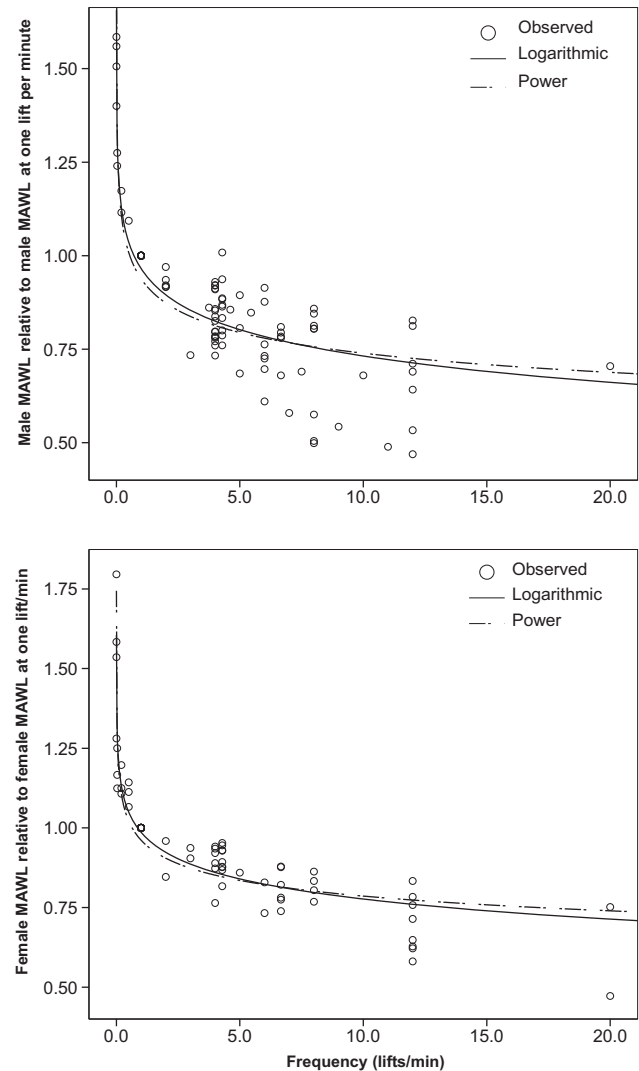 Male MAWL relative to male MAWL at one lift per minute
1.50
1.25
1.00
0.75
0.50
Observed
Logarithmic
Power
0.0
5.0
10.0
15.0
20.0
Female MAWL relative to female MAWL at one lift/min
1.75
1.50
1.25
1.00
0.75
0.50
Observed
Logarithmic
Power
0.0
5.0
10.0
15.0
20.0
Frequency (lifts/min)